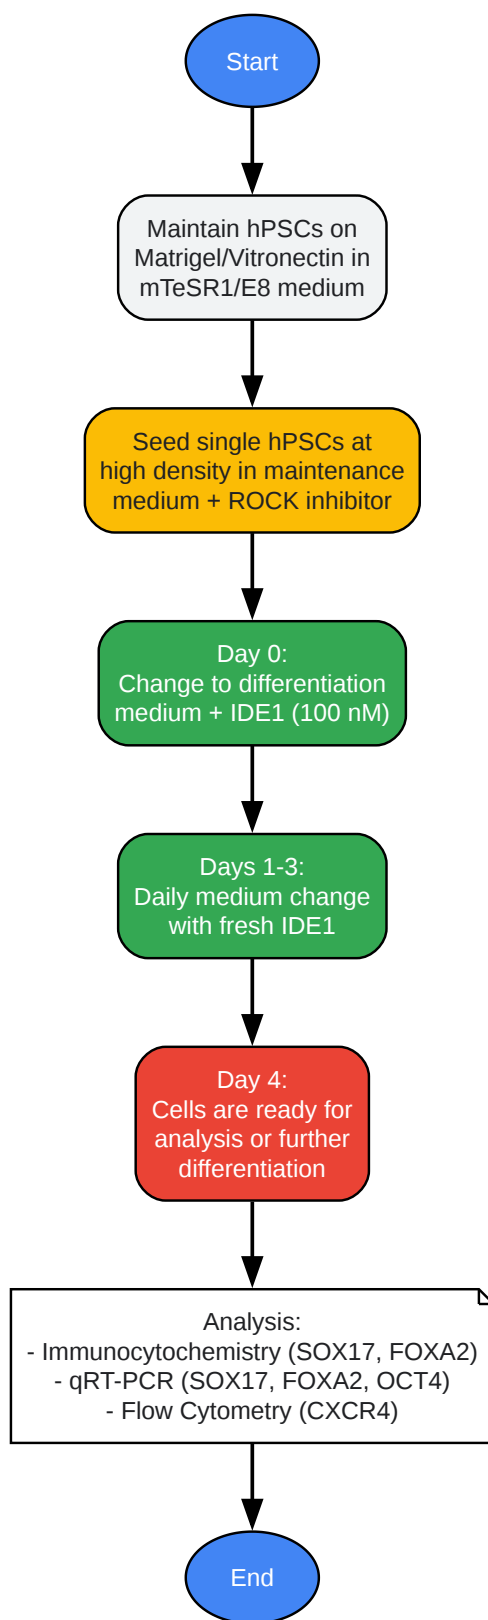 Start
Maintain hPSCs on
Matrigel/Vitronectin in
mTeSR1/E8 medium
Seed single hPSCs at
high density in maintenance
medium + ROCK inhibitor
Day 0:
Change to differentiation
medium + IDE1 (100 nM)
Days 1-3:
Daily medium change
with fresh IDE1
Day 4:
Cells are ready for
analysis or further
differentiation
Analysis:
- Immunocytochemistry (SOX17, FOXA2)
- qRT-PCR (SOX17, FOXA2, OCT4)
- Flow Cytometry (CXCR4)
End